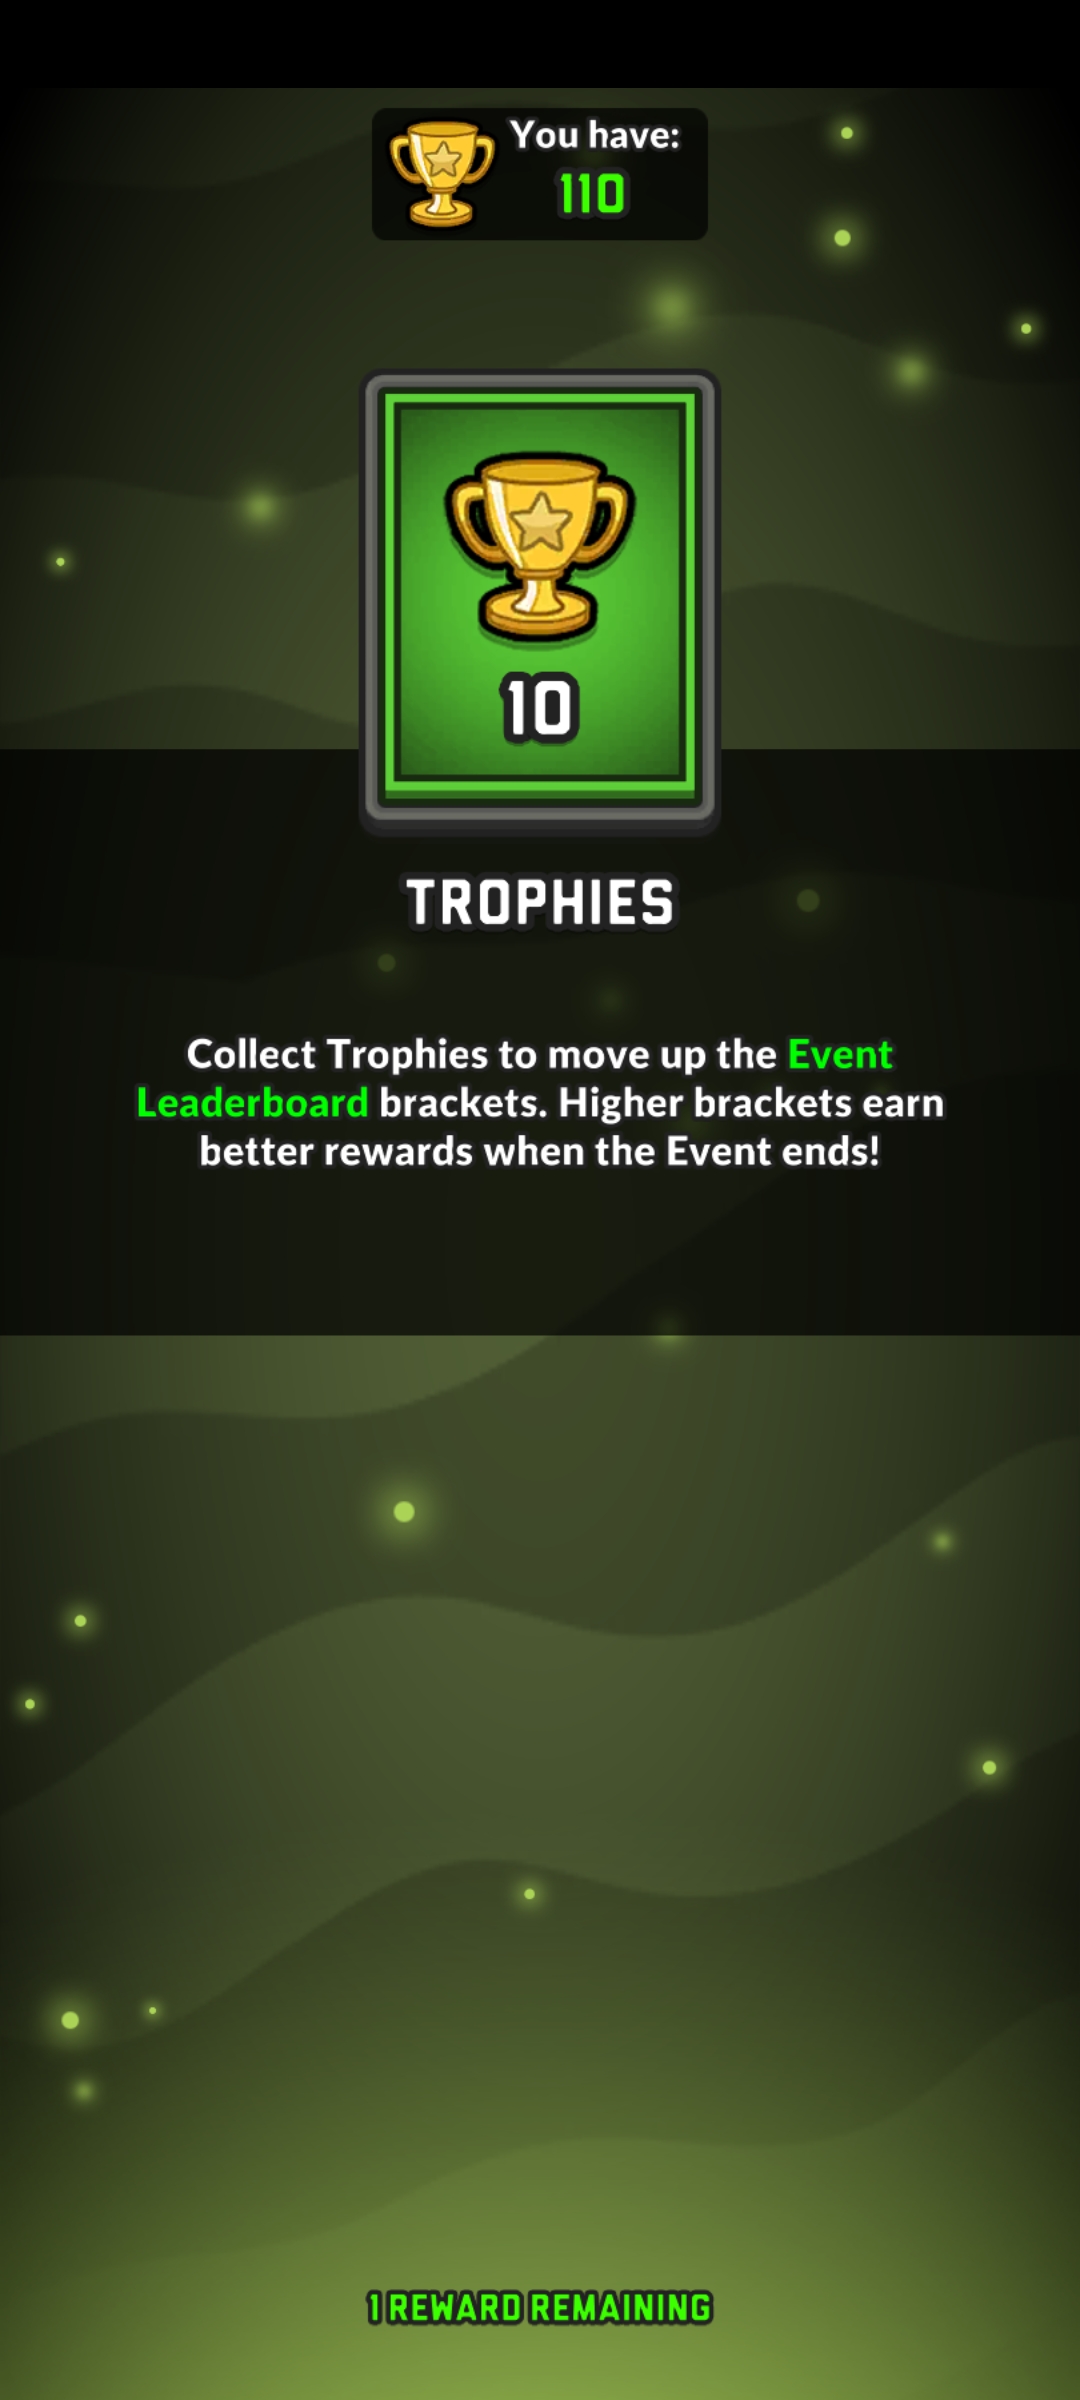 You have:
110
10
TROPHIES
Collect Trophies to move up the Event
Leaderboard brackets. Higher brackets earn
better rewards when the Event ends!
1 REWARD REMAINING